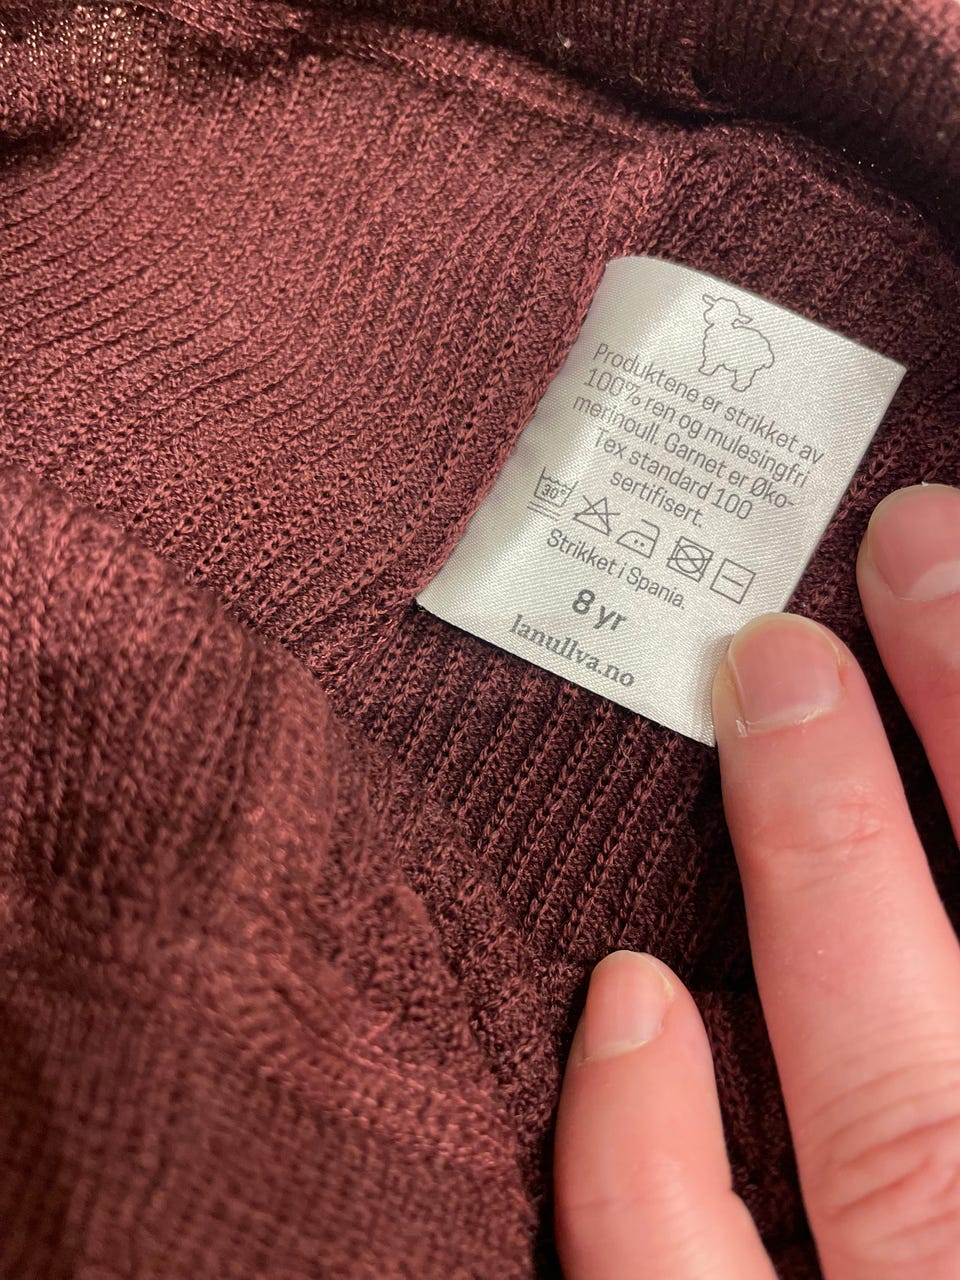 Produktene er strikket av
100% ren og mulesingfri
merinoull. Garnet er Øko-
Tex standard 100
sertifisert.
30°
Strikket i Spania.
8 yr
lanullva.no